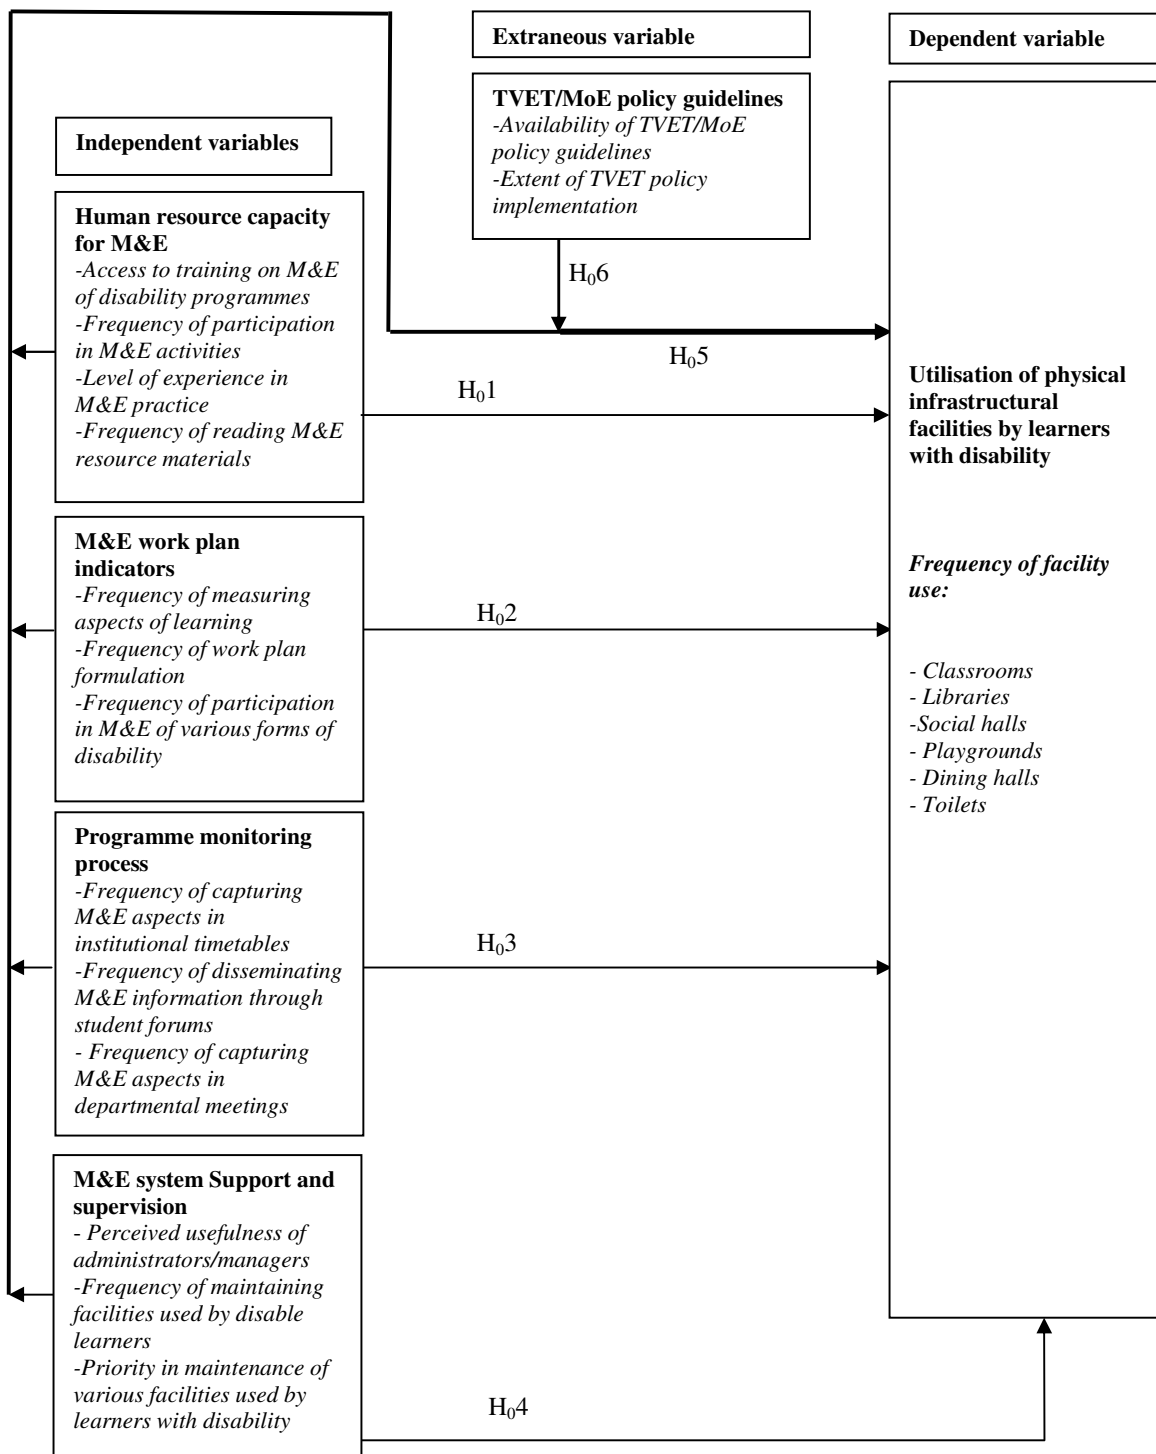 Extraneous variable
Dependent variable
TVET/MoE policy guidelines
-Availability of TVET/MoE
policy guidelines
-Extent of TVET policy
implementation
Independent variables
Human resource capacity
for M&E
-Access to training on M&E
of disability programmes
-Frequency of participation
in M&E activities
-Level of experience in
M&E practice
-Frequency of reading M&E
resource materials
H₀6
H₀5
H₀1
Utilisation of physical
infrastructural
facilities by learners
with disability
Frequency of facility
use:
- Classrooms
- Libraries
-Social halls
- Playgrounds
- Dining halls
- Toilets
M&E work plan
indicators
-Frequency of measuring
aspects of learning
-Frequency of work plan
formulation
-Frequency of participation
in M&E of various forms of
disability
H₀2
Programme monitoring
process
-Frequency of capturing
M&E aspects in
institutional timetables
-Frequency of disseminating
M&E information through
student forums
- Frequency of capturing
M&E aspects in
departmental meetings
H₀3
M&E system Support and
supervision
- Perceived usefulness of
administrators/managers
-Frequency of maintaining
facilities used by disable
learners
-Priority in maintenance of
various facilities used by
learners with disability
H₀4